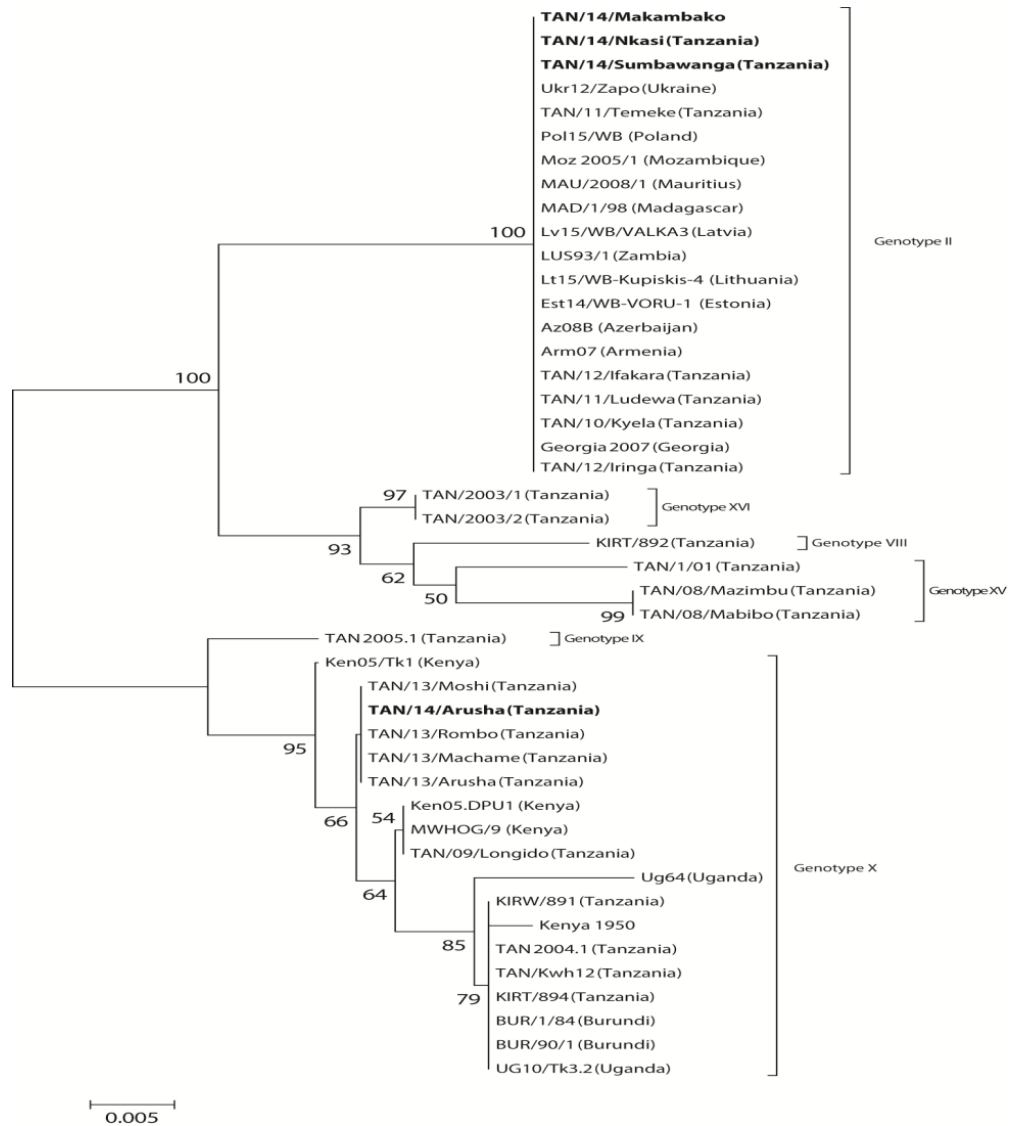 TAN/14/Makambako
TAN/14/Nkasi (Tanzania)
TAN/14/Sumbawanga (Tanzania)
Ukr12/Zapo (Ukraine)
TAN/11/Temeke (Tanzania)
Pol15/WB (Poland)
Moz 2005/1 (Mozambique)
MAU/2008/1 (Mauritius)
MAD/1/98 (Madagascar)
100
Lv15/WB/VALKA3 (Latvia)
Genotype II
LUS93/1 (Zambia)
Lt15/WB-Kupiskis-4 (Lithuania)
Est14/WB-VORU-1 (Estonia)
Az08B (Azerbaijan)
Arm07 (Armenia)
100
TAN/12/Ifakara (Tanzania)
TAN/11/Ludewa (Tanzania)
TAN/10/Kyela (Tanzania)
Georgia 2007 (Georgia)
TAN/12/Iringa (Tanzania)
97
TAN/2003/1 (Tanzania)
Genotype XVI
TAN/2003/2 (Tanzania)
93
KIRT/892 (Tanzania)
Genotype VIII
62
TAN/1/01 (Tanzania)
50
TAN/08/Mazimbu (Tanzania)
Genotype XV
99
TAN/08/Mabibo (Tanzania)
TAN 2005.1 (Tanzania)
Genotype IX
Ken05/Tk1 (Kenya)
TAN/13/Moshi (Tanzania)
TAN/14/Arusha (Tanzania)
95
TAN/13/Rombo (Tanzania)
TAN/13/Machame (Tanzania)
TAN/13/Arusha (Tanzania)
66
54
Ken05.DPU1 (Kenya)
MWHOG/9 (Kenya)
TAN/09/Longido (Tanzania)
Genotype X
64
Ug64 (Uganda)
KIRW/891 (Tanzania)
Kenya 1950
85
TAN 2004.1 (Tanzania)
TAN/Kwh12 (Tanzania)
79
KIRT/894 (Tanzania)
BUR/1/84 (Burundi)
BUR/90/1 (Burundi)
UG10/Tk3.2 (Uganda)
0.005